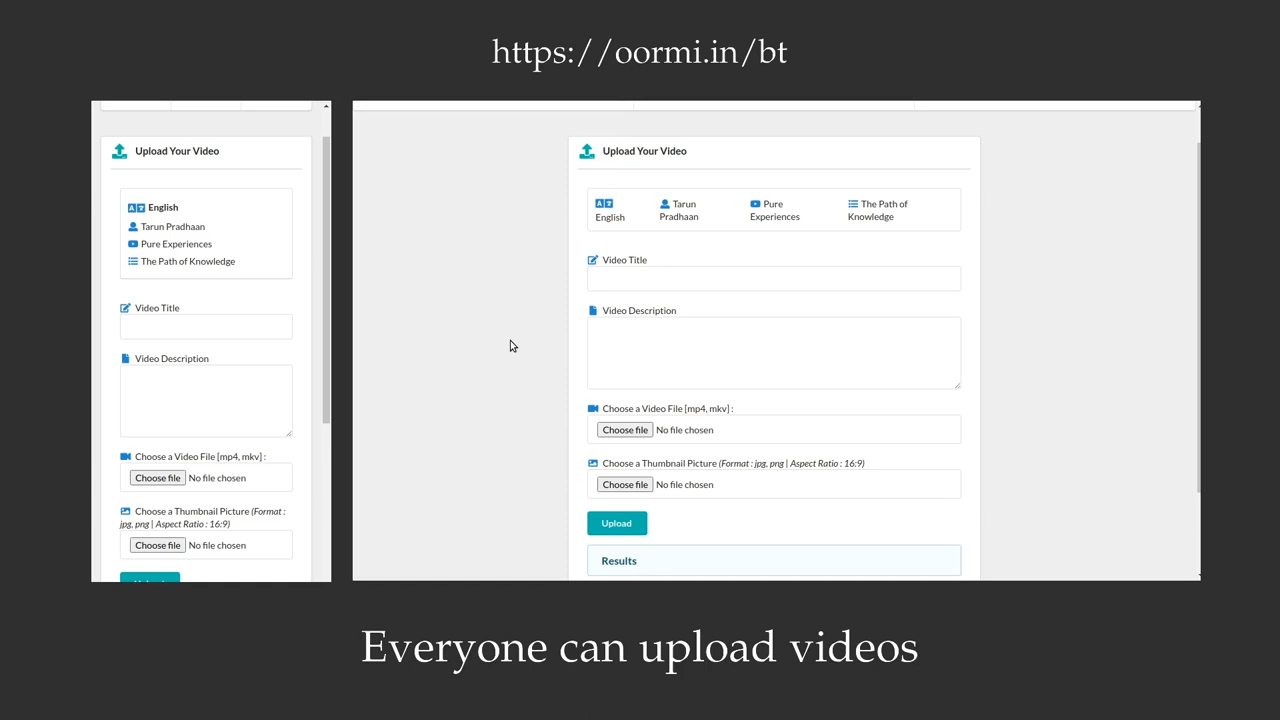 https://oormi.in/bt
Upload Your Video
English
Tarun Pradhaan
Pure Experiences
The Path of Knowledge
Video Title
Video Description
Choose a Video File [mp4, mkv] :
Choose file No file chosen
Choose a Thumbnail Picture (Format :
jpg, png | Aspect Ratio : 16:9)
Choose file No file chosen
Upload Your Video
English
Tarun
Pradhaan
Pure
Experiences
The Path of
Knowledge
Video Title
Video Description
Choose a Video File [mp4, mkv] :
Choose file No file chosen
Choose a Thumbnail Picture (Format : jpg, png | Aspect Ratio : 16:9)
Choose file No file chosen
Upload
Results
Everyone can upload videos